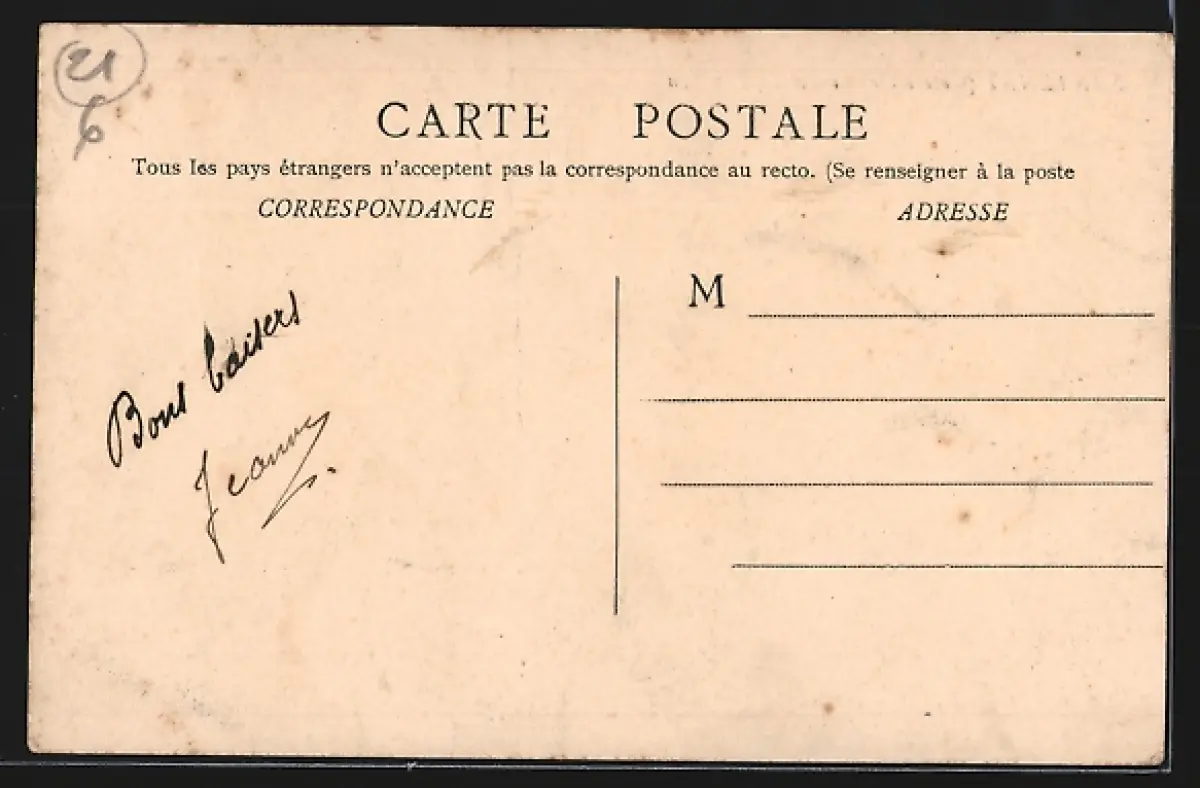 21
6
CARTE POSTALE
Tous les pays étrangers n'acceptent pas la correspondance au recto. (Se renseigner à la poste
CORRESPONDANCE
ADRESSE
M
Bons baisers
Jeanne